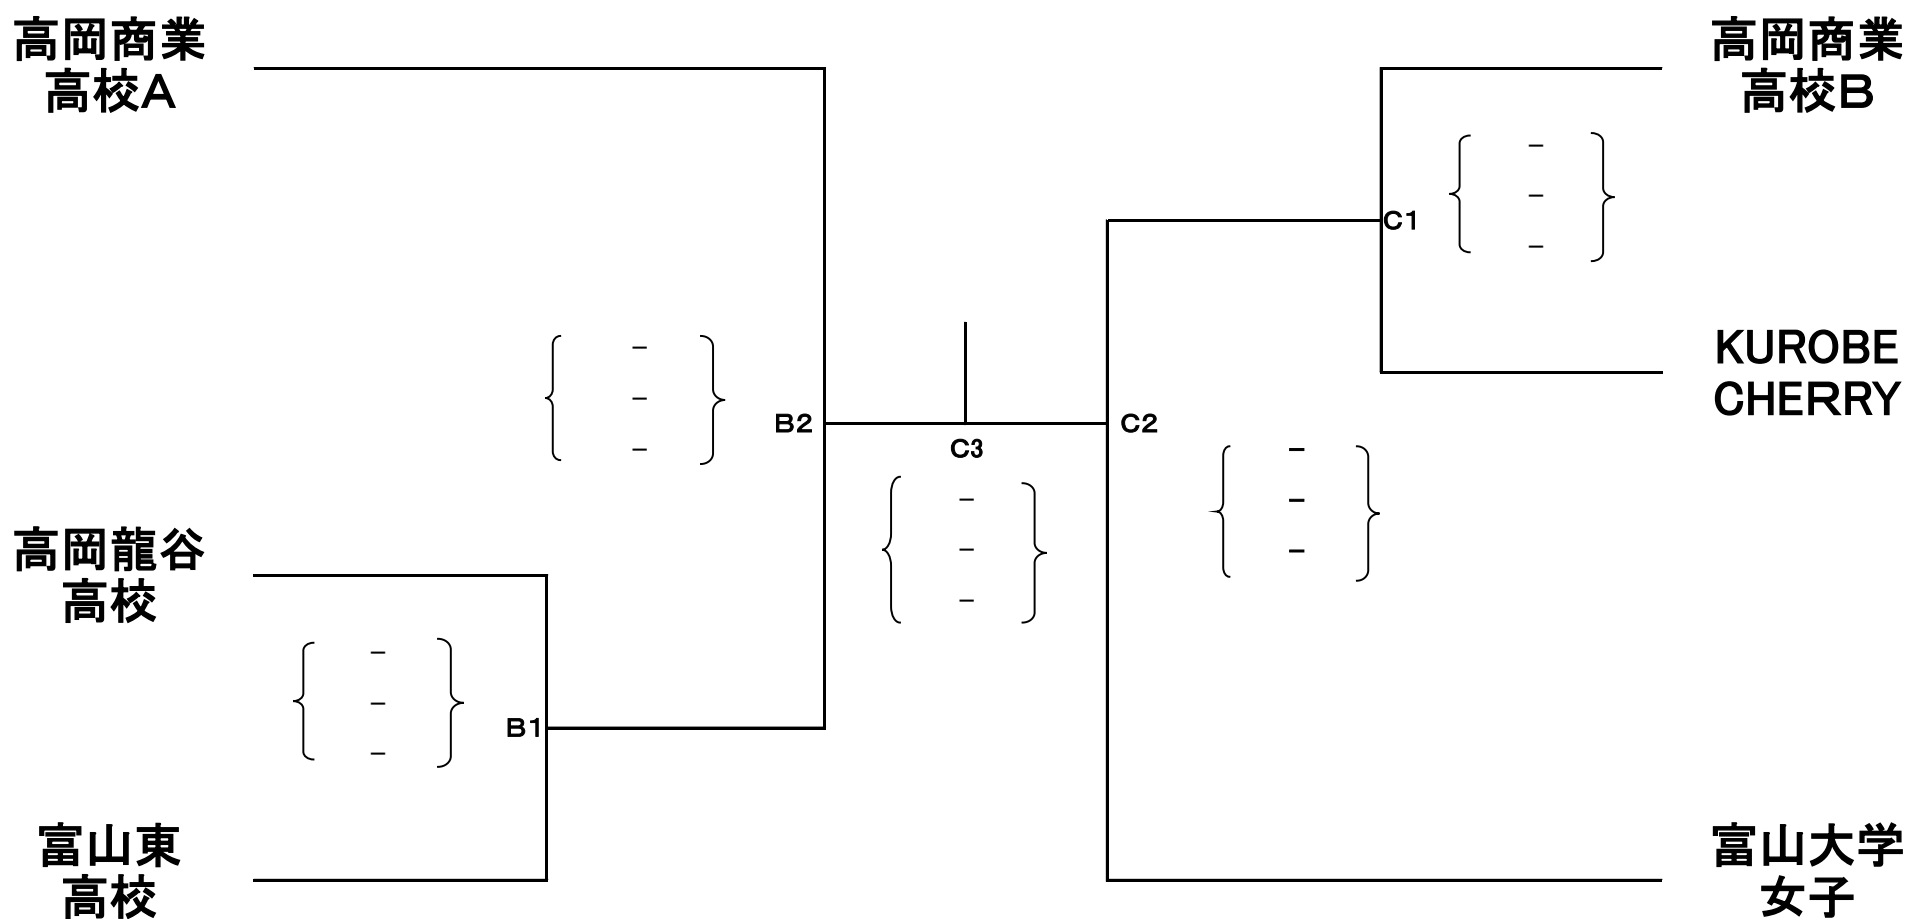 高岡商業
高校A
高岡商業
高校B
–
–
C1
–
KUROBE
CHERRY
–
–
–
B2
C2
C3
–
–
–
–
–
–
高岡龍谷
高校
–
–
B1
–
富山東
高校
富山大学
女子